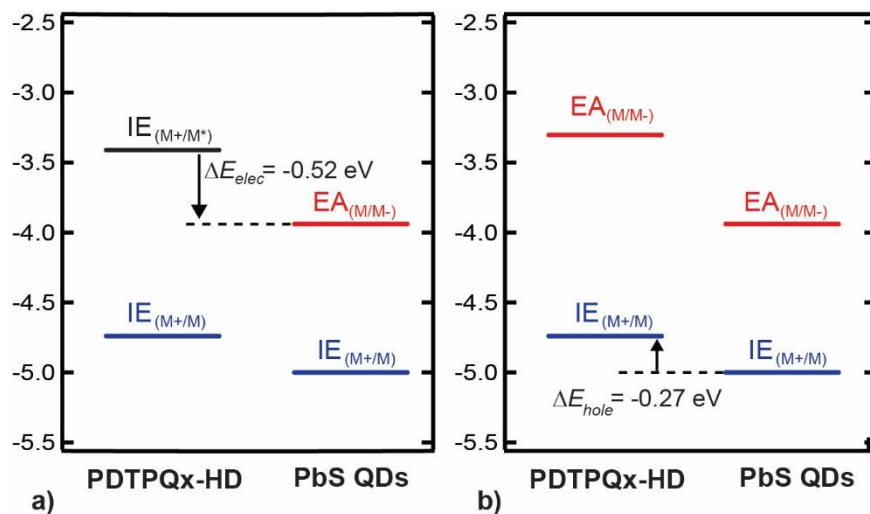 -2.5
-3.0
-3.5
-4.0
-4.5
-5.0
-5.5
IE(M+/M*)
ΔEelec= -0.52 eV
EA(M/M-)
IE(M+/M)
IE(M+/M)
PDTPQx-HD PbS QDs
a)
-2.5
-3.0
-3.5
-4.0
-4.5
-5.0
-5.5
EA(M/M-)
EA(M/M-)
IE(M+/M)
IE(M+/M)
ΔEhole= -0.27 eV
PDTPQx-HD PbS QDs
b)